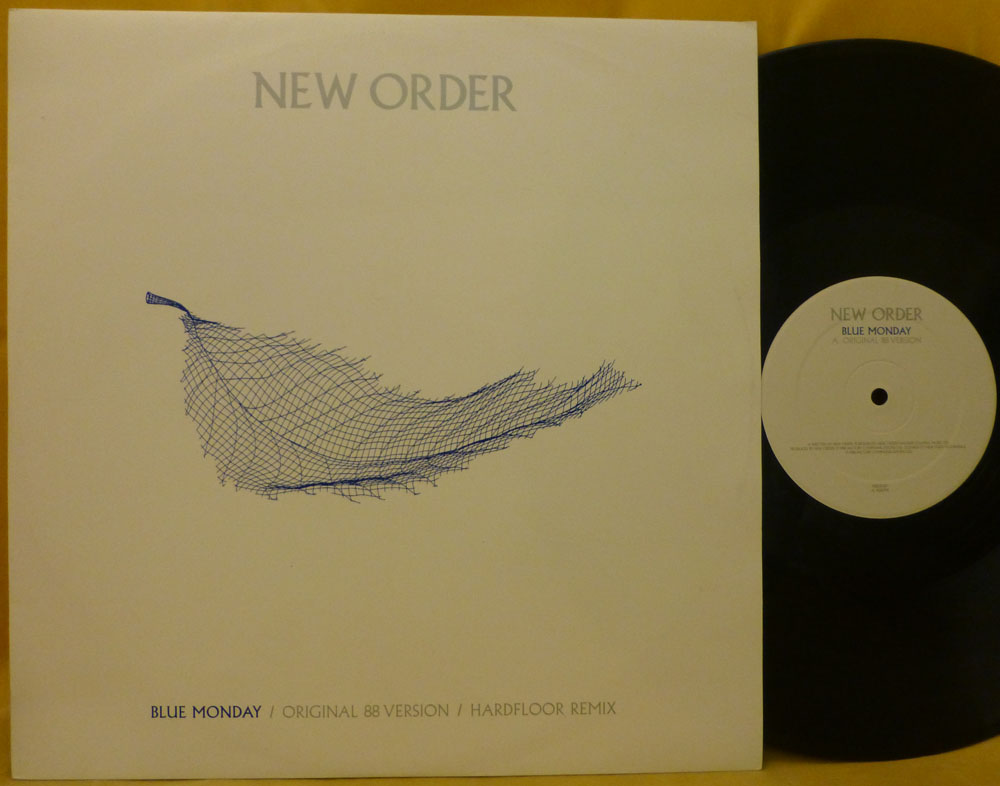 NEW ORDER
BLUE MONDAY / ORIGINAL 88 VERSION / HARDFLOOR REMIX
NEW ORDER
BLUE MONDAY
A. ORIGINAL 88 VERSION